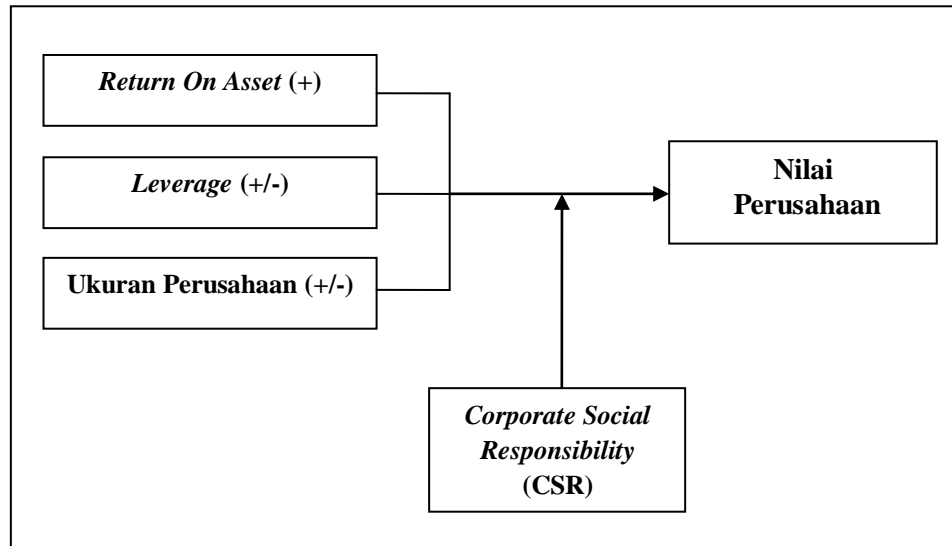 Return On Asset (+)
Leverage (+/-)
Ukuran Perusahaan (+/-)
Nilai
Perusahaan
Corporate Social
Responsibility
(CSR)